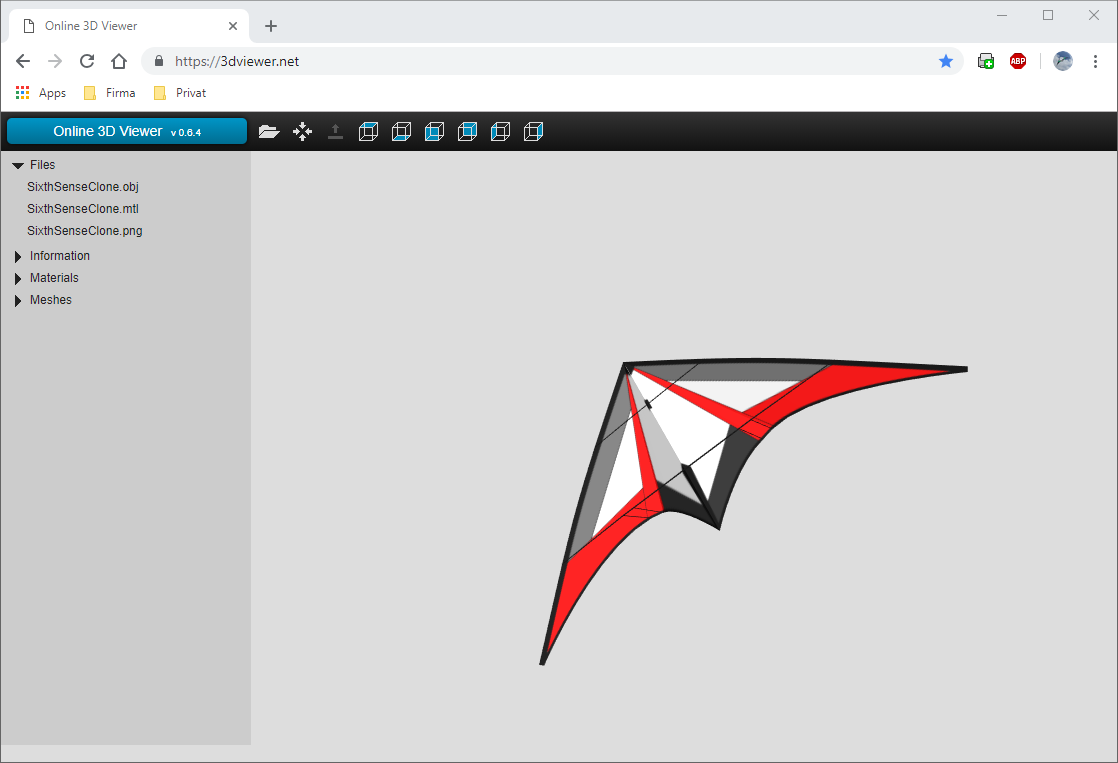 Online 3D Viewer
https://3dviewer.net
ABP
Apps Firma Privat
Online 3D Viewer v 0.6.4
Files
SixthSenseClone.obj
SixthSenseClone.mtl
SixthSenseClone.png
Information
Materials
Meshes